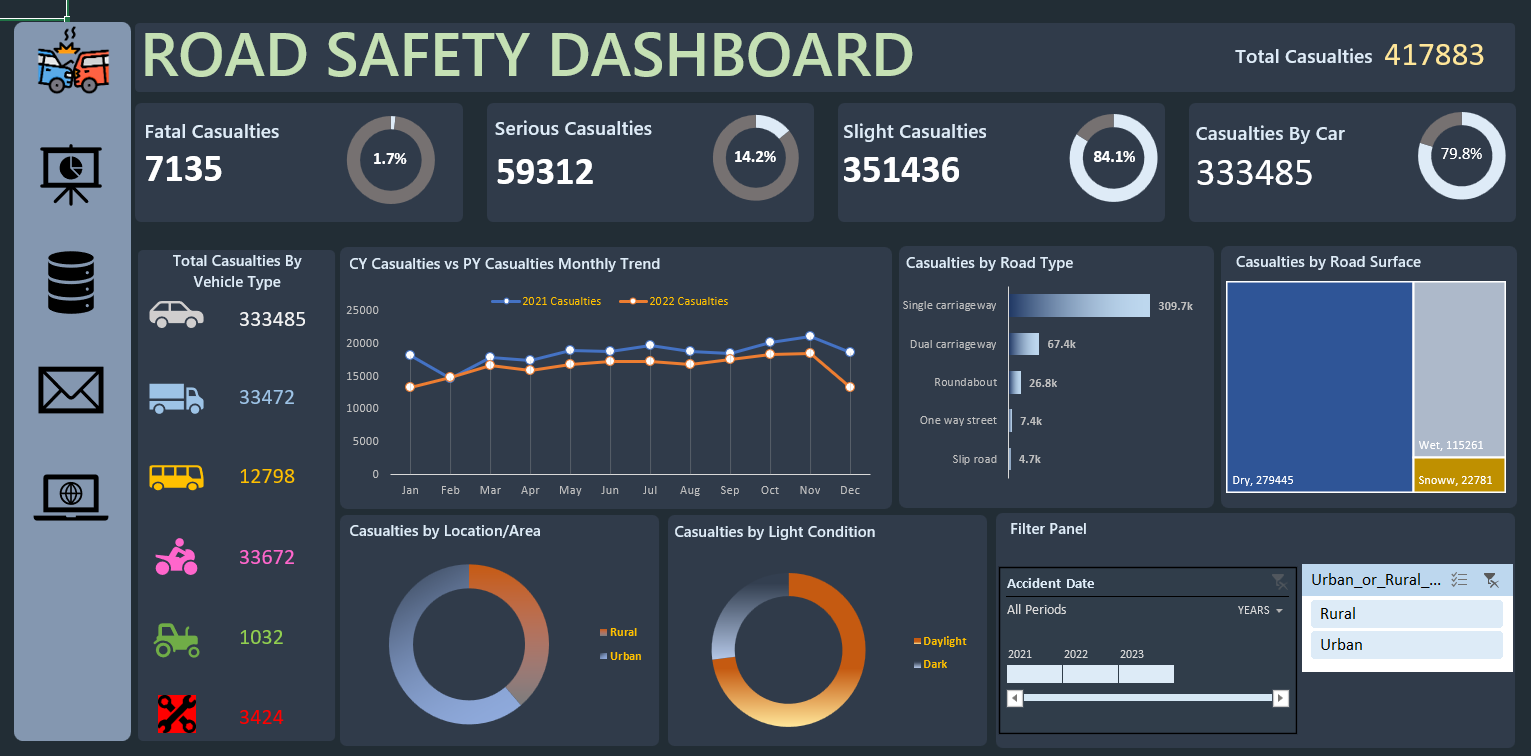 ROAD SAFETY DASHBOARD
Total Casualties 417883
Fatal Casualties
7135
1.7%
Serious Casualties
59312
14.2%
Slight Casualties
351436
84.1%
Casualties By Car
333485
79.8%
Total Casualties By
Vehicle Type
333485
33472
12798
33672
1032
3424
CY Casualties vs PY Casualties Monthly Trend
2021 Casualties 2022 Casualties
25000
20000
15000
10000
5000
0
Jan Feb Mar Apr May Jun Jul Aug Sep Oct Nov Dec
Casualties by Road Type
Single carriageway 309.7k
Dual carriageway 67.4k
Roundabout 26.8k
One way street 7.4k
Slip road 4.7k
Casualties by Road Surface
Dry, 279445
Wet, 115261
Snoww, 22781
Casualties by Location/Area
Rural
Urban
Casualties by Light Condition
Daylight
Dark
Filter Panel
Accident Date
All Periods YEARS
2021 2022 2023
Urban_or_Rural_...
Rural
Urban